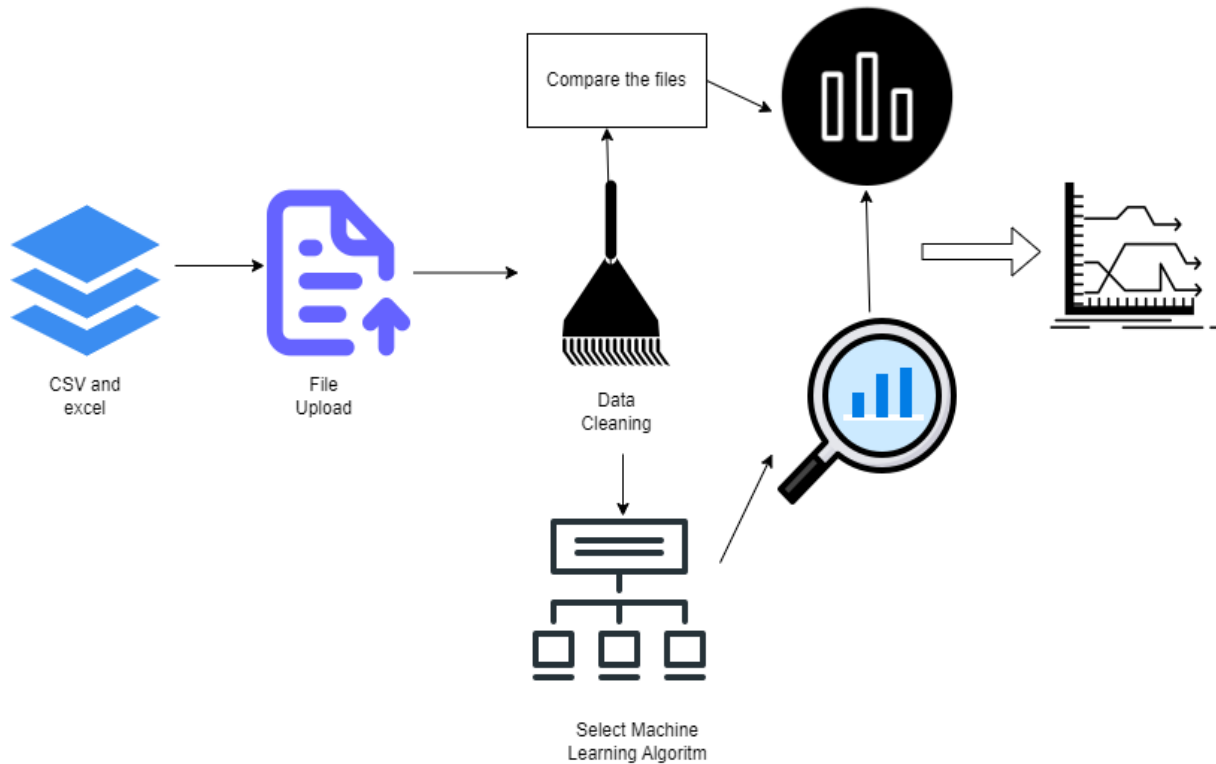 Compare the files
CSV and
excel
File
Upload
Data
Cleaning
Select Machine
Learning Algoritm